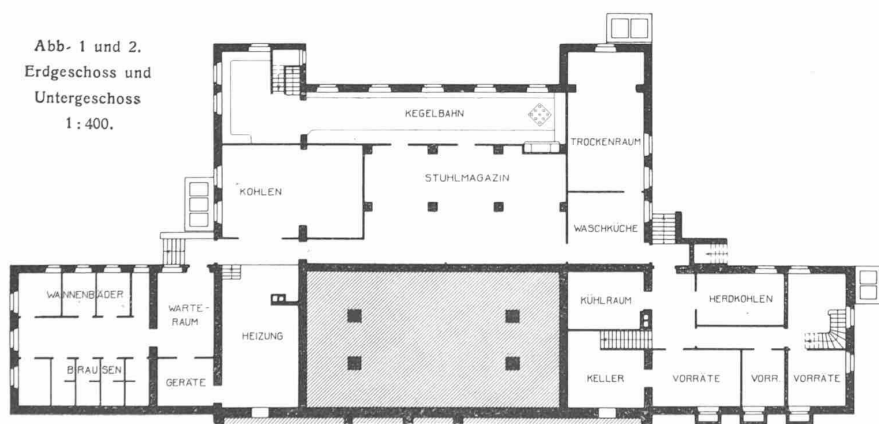 Abb. 1 und 2.
Erdgeschoss und
Untergeschoss
1 : 400.
KEGELBAHN
TROCKENRAUM
STUHLMAGAZIN
KOHLEN
WASCHKÜCHE
WANNENBÄDER
WARTE-
RAUM
HEIZUNG
KÜHLRAUM
HERDKOHLEN
BRAUSEN
GERÄTE
KELLER
VORRÄTE
VORR.
VORRÄTE